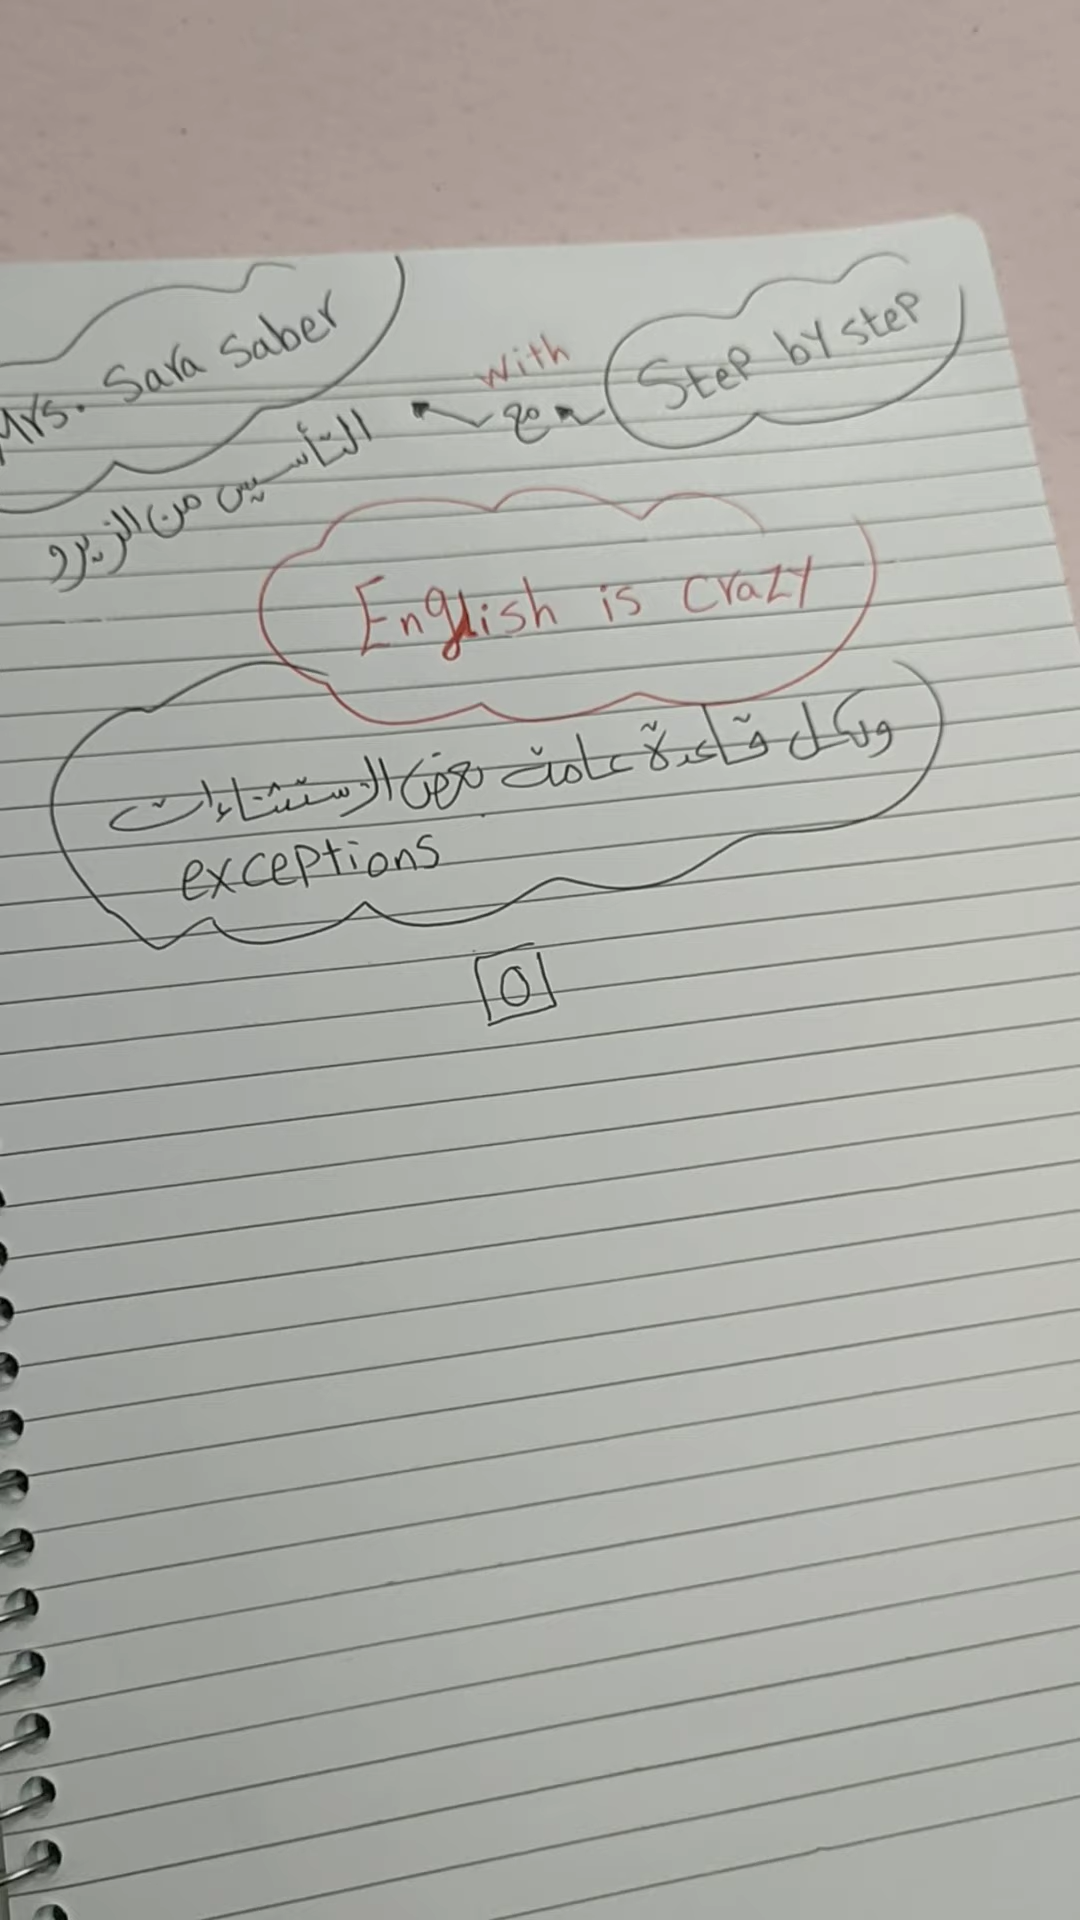 Step by step
with
مع
Mrs. Sara Saber
التأسيس من الزيرو
English is crazy
ولكل قاعدة عامة بعض الاستثناءات
exceptions
0